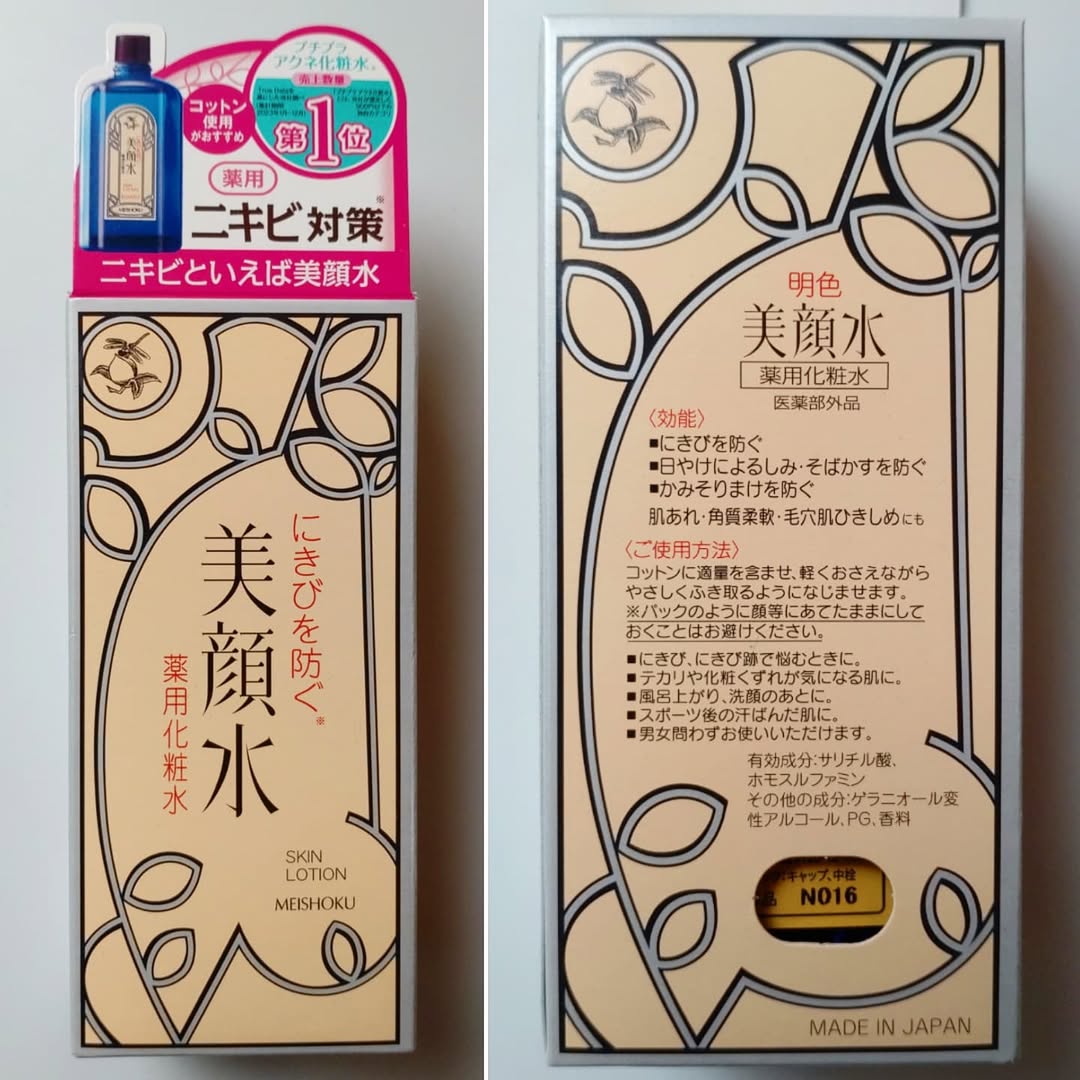 プチプラ
アクネ化粧水※
売上数量
第1位
コットン
使用
がおすすめ
美顔水
MEISHOKU
薬用
ニキビ対策※
ニキビといえば美顔水
にきびを防ぐ※
美顔水
薬用化粧水
SKIN
LOTION
MEISHOKU
明色
美顔水
薬用化粧水
医薬部外品
〈効能〉
■にきびを防ぐ
■日やけによるしみ・そばかすを防ぐ
■かみそりまけを防ぐ
肌あれ・角質柔軟・毛穴肌ひきしめにも
〈ご使用方法〉
コットンに適量を含ませ、軽くおさえながら
やさしくふき取るようになじませます。
※パックのように顔等にあてたままにして
おくことはお避けください。
■にきび、にきび跡で悩むときに。
■テカリや化粧くずれが気になる肌に。
■風呂上がり、洗顔のあとに。
■スポーツ後の汗ばんだ肌に。
■男女問わずお使いいただけます。
有効成分:サリチル酸、
ホモスルファミン
その他の成分:ゲラニオール変
性アルコール、PG、香料
:キャップ、中栓
品 N016
MADE IN JAPAN